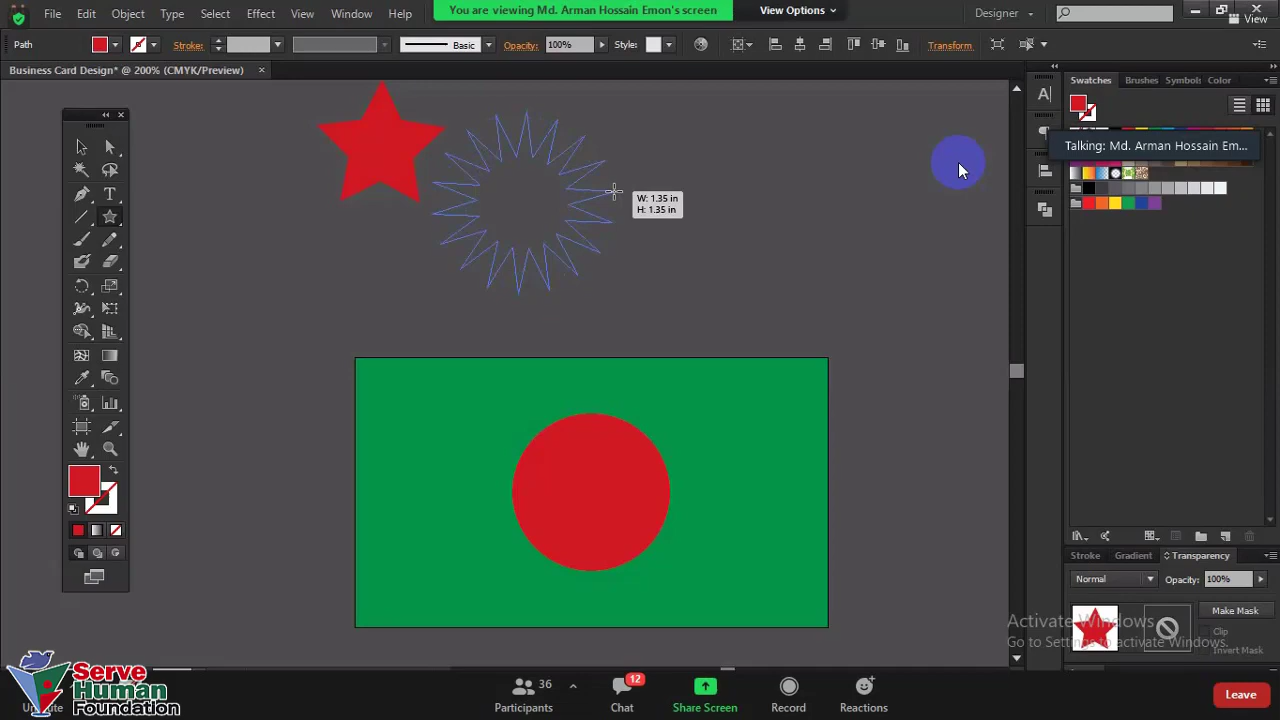 File Edit Object Type Select Effect View Window Help
You are viewing Md. Arman Hossain Emon's screen
View Options
Designer
View
Path
Stroke:
Basic
Opacity: 100%
Style:
Transform
Business Card Design* @ 200% (CMYK/Preview)
Swatches Brushes Symbols Color
Talking: Md. Arman Hossain Em...
W: 1.35 in
H: 1.35 in
Stroke Gradient Transparency
Normal Opacity: 100%
Make Mask
Clip
Invert Mask
Activate Windows
Go to Settings to activate Windows.
Serve
Human
Foundation
36
Participants
12
Chat
Share Screen
Record
Reactions
Leave